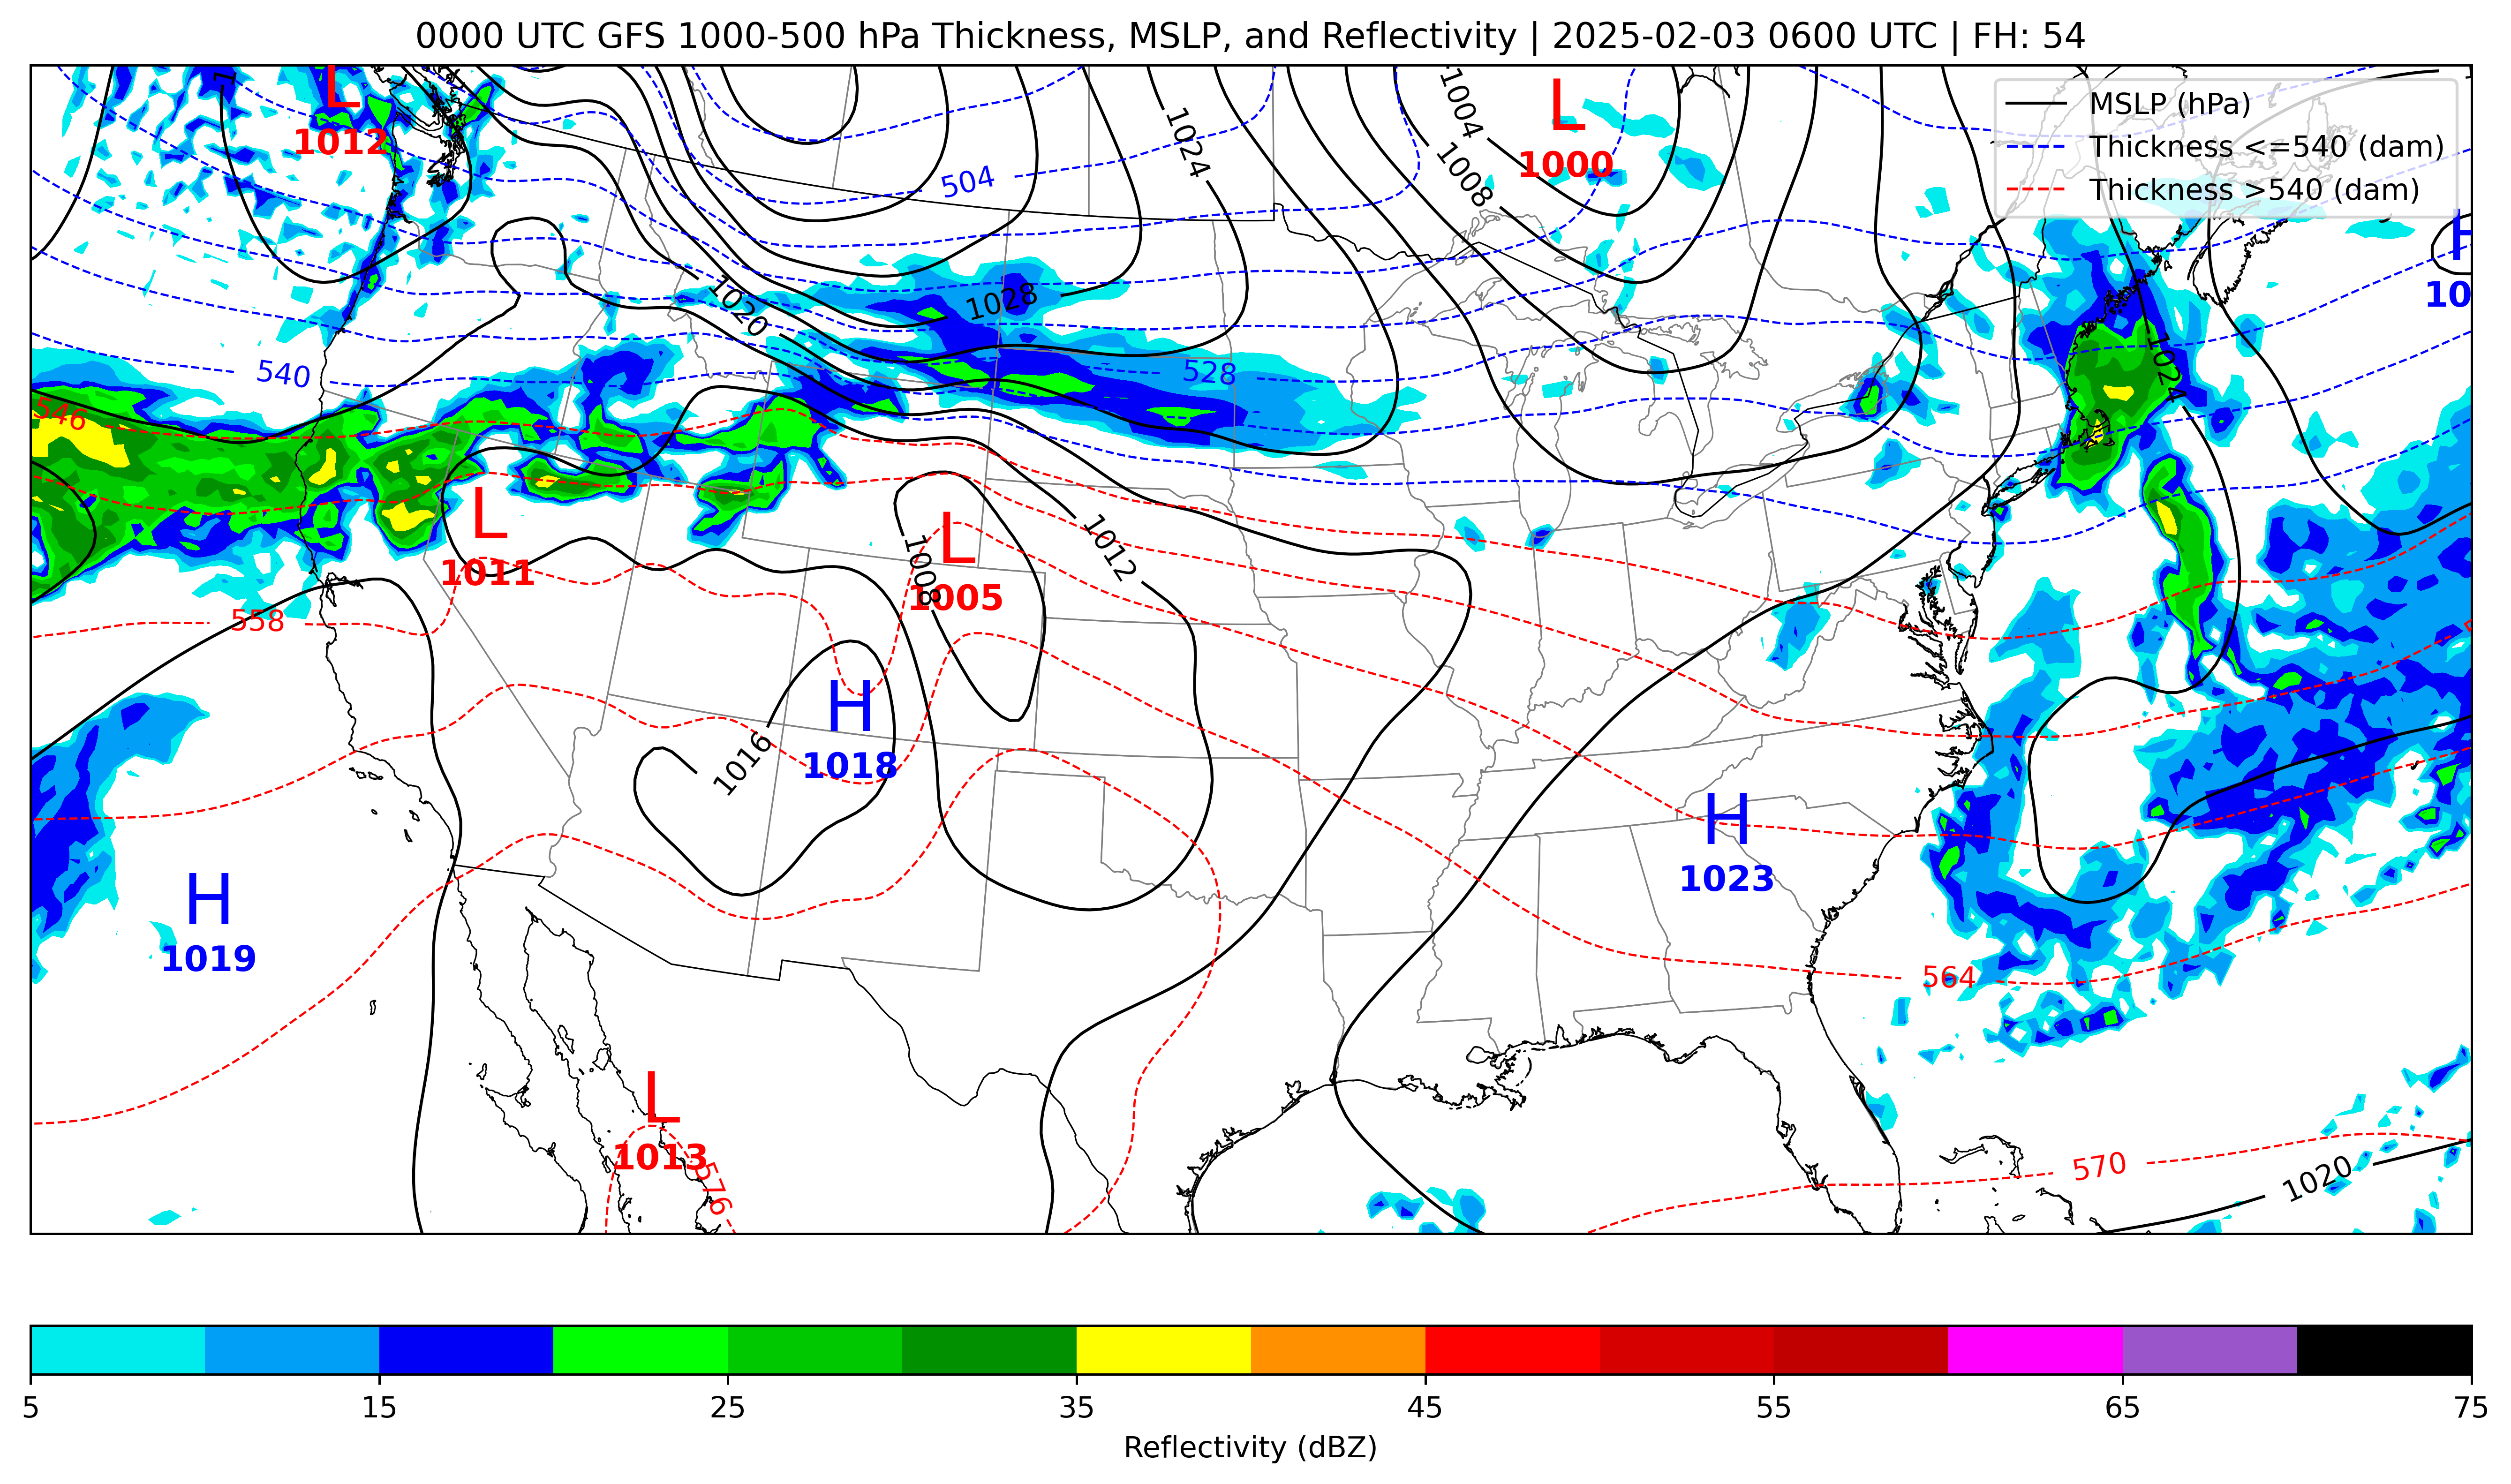 0000 UTC GFS 1000-500 hPa Thickness, MSLP, and Reflectivity | 2025-02-03 0600 UTC | FH: 54
MSLP (hPa)
Thickness <=540 (dam)
Thickness >540 (dam)
L
1012
L
1000
1004
1008
1024
504
H
10
1020
1028
528
540
546
1024
L
1011
L
1005
1008
1012
558
H
1018
1016
H
1023
H
1019
564
L
1013
576
570
1020
5 15 25 35 45 55 65 75
Reflectivity (dBZ)